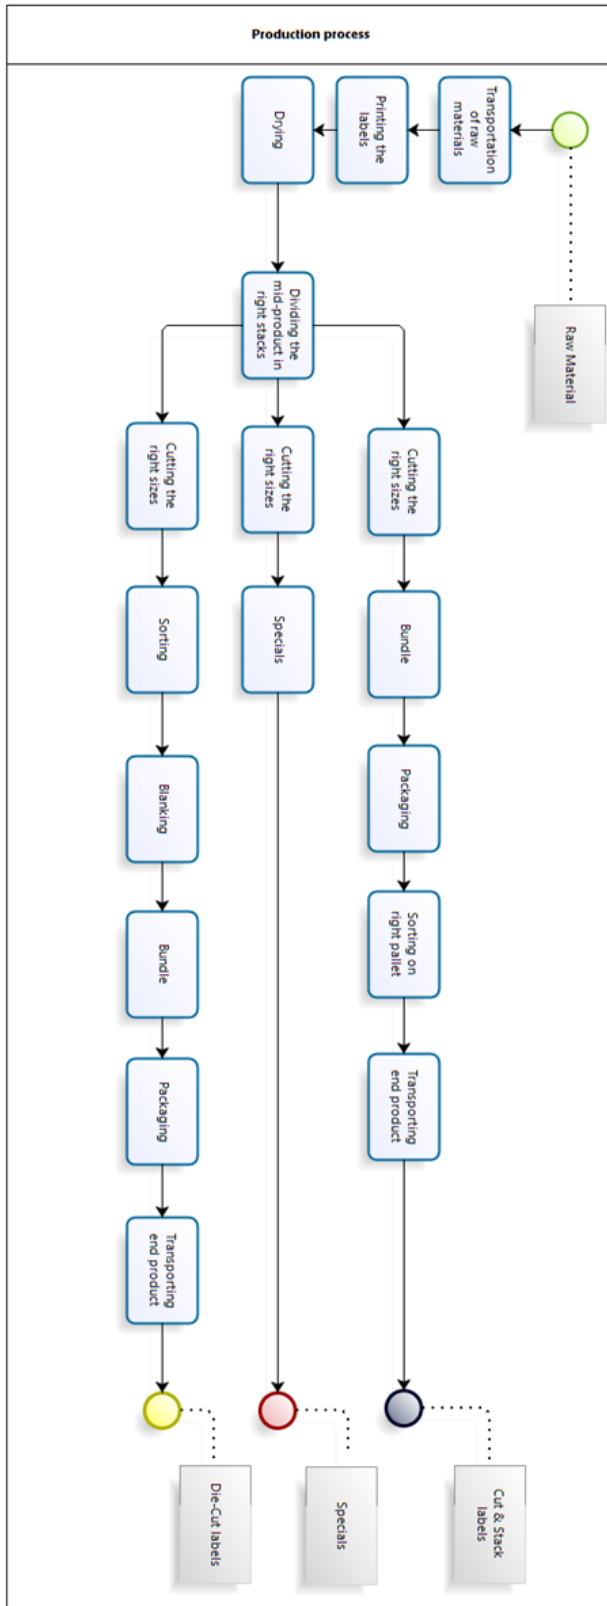 Production process
Raw Material
Transportation
of raw
materials
Printing the
labels
Drying
Dividing the
mid-product in
right stacks
Cutting the
right sizes
Bundle
Packaging
Sorting on
right pallet
Transporting
end product
Cut & Stack
labels
Cutting the
right sizes
Specials
Specials
Cutting the
right sizes
Sorting
Blanking
Bundle
Packaging
Transporting
end product
Die-Cut labels